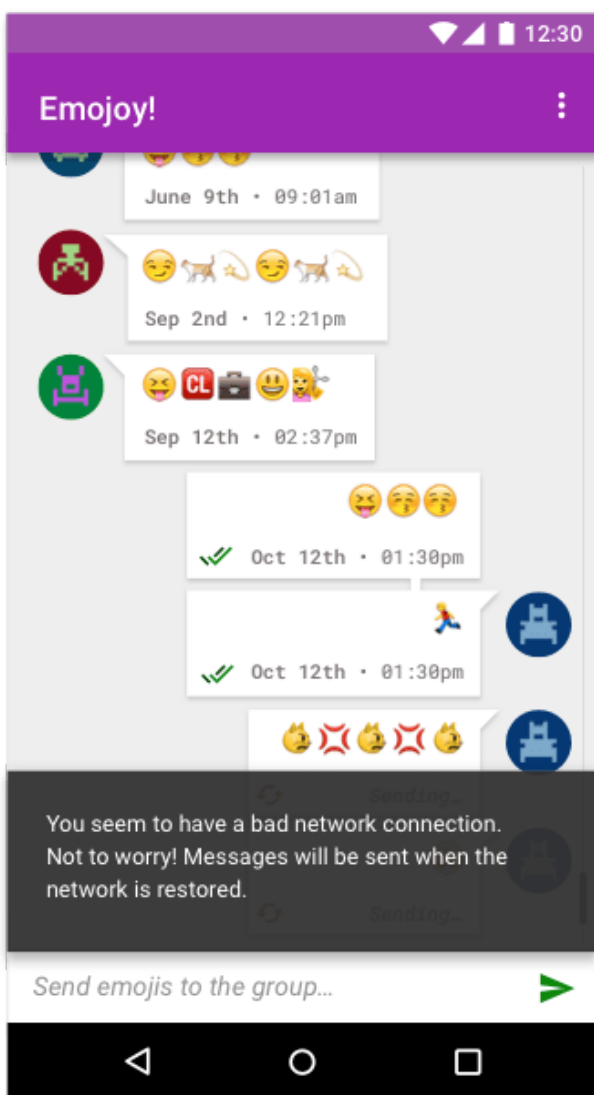 12:30
Emojoy!
June 9th • 09:01am
Sep 2nd • 12:21pm
CL
Sep 12th • 02:37pm
Oct 12th • 01:30pm
Oct 12th • 01:30pm
Sending…
You seem to have a bad network connection.
Not to worry! Messages will be sent when the
network is restored.
Sending…
Send emojis to the group…